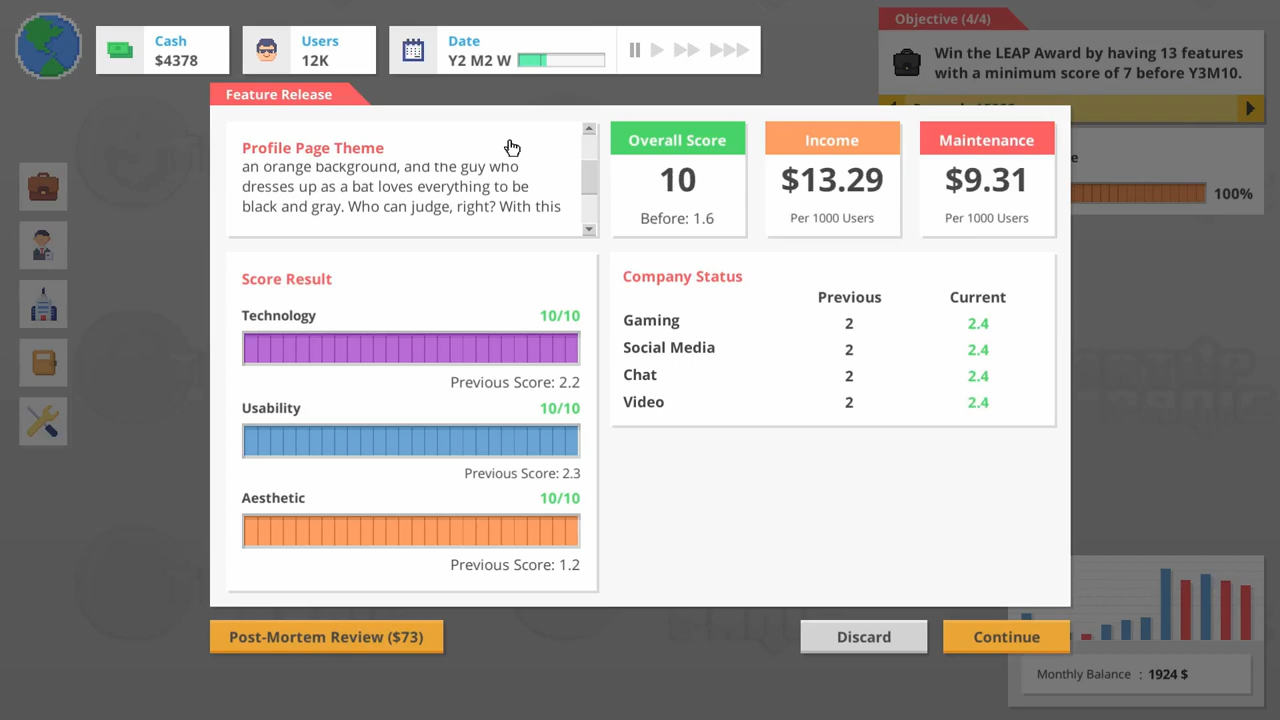 Cash
$4378
Users
12K
Date
Y2 M2 W
Objective (4/4)
Win the LEAP Award by having 13 features
with a minimum score of 7 before Y3M10.
Feature Release
Profile Page Theme
an orange background, and the guy who
dresses up as a bat loves everything to be
black and gray. Who can judge, right? With this
Overall Score
10
Before: 1.6
Income
$13.29
Per 1000 Users
Maintenance
$9.31
Per 1000 Users
100%
Score Result
Technology 10/10
Previous Score: 2.2
Usability 10/10
Previous Score: 2.3
Aesthetic 10/10
Previous Score: 1.2
Company Status
Previous Current
Gaming 2 2.4
Social Media 2 2.4
Chat 2 2.4
Video 2 2.4
Post-Mortem Review ($73)
Discard
Continue
Monthly Balance : 1924 $